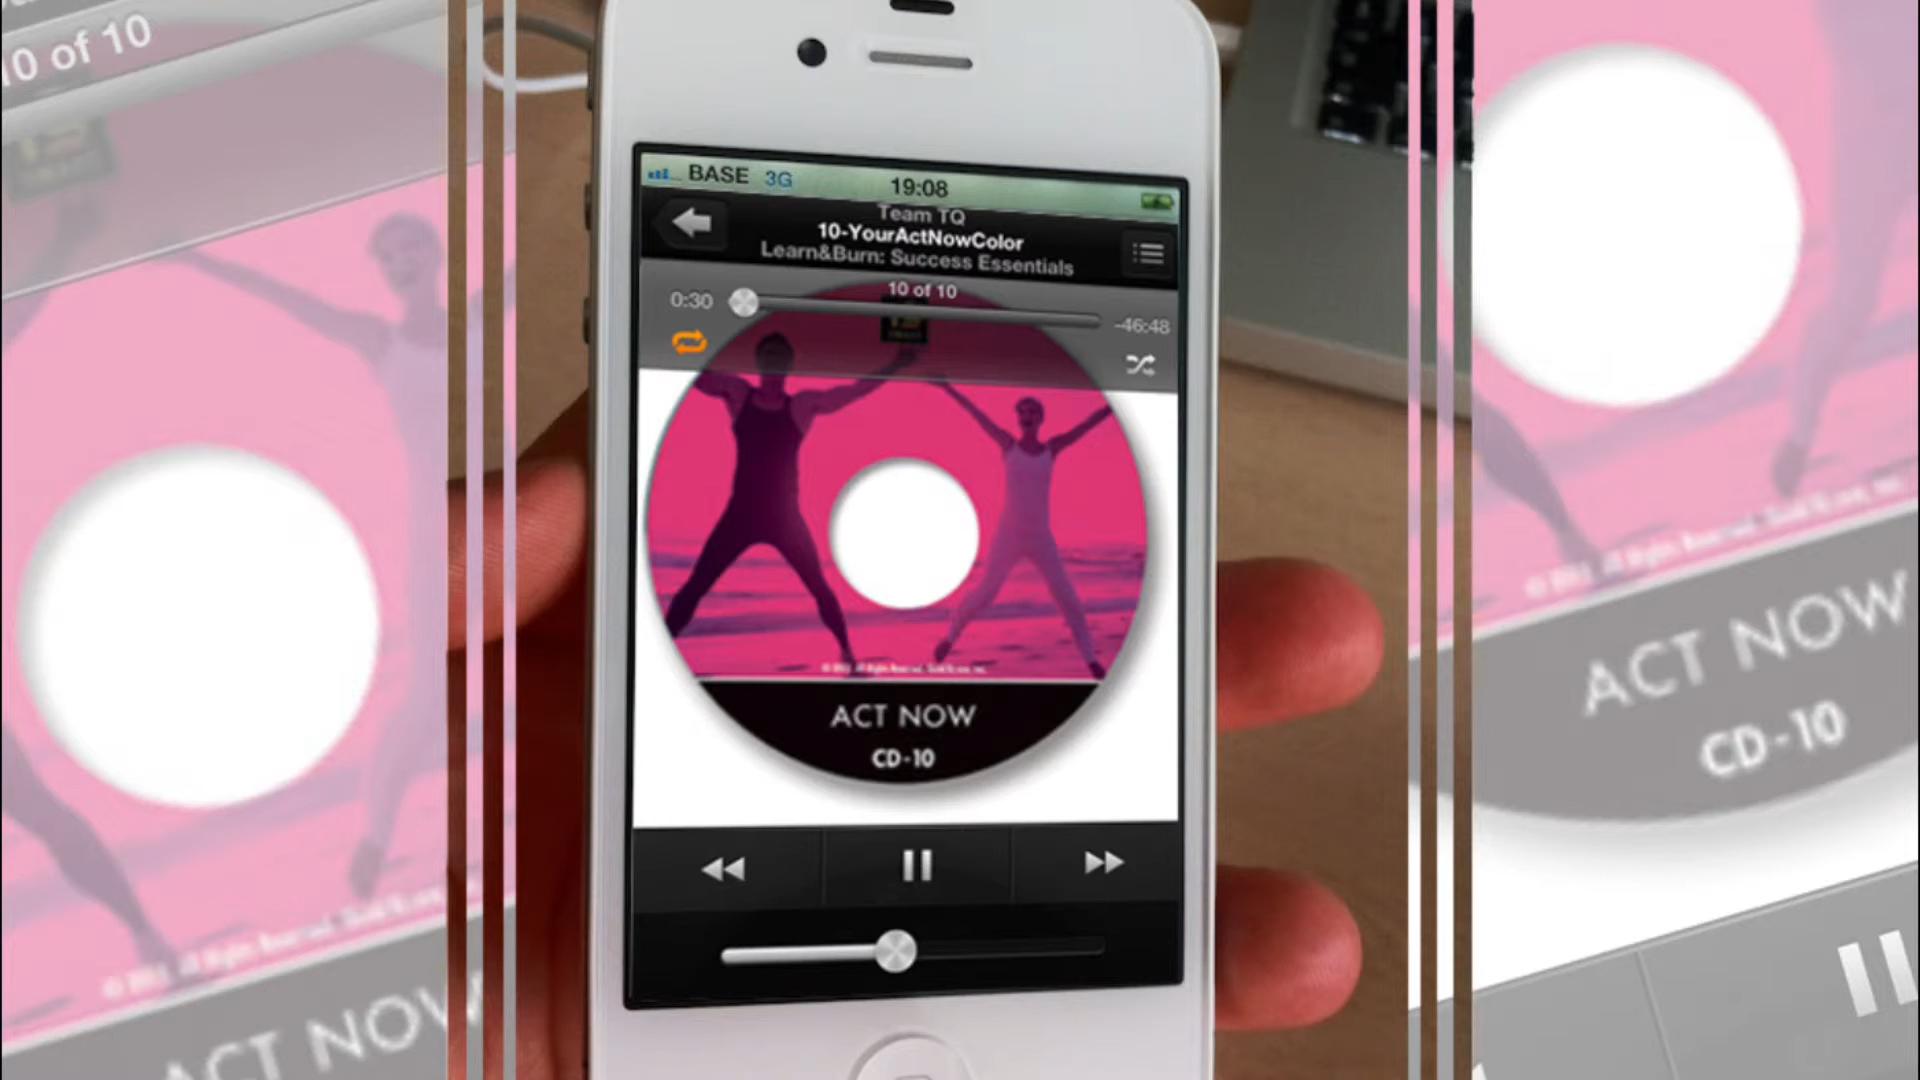 10 of 10
BASE 3G
19:08
Team TQ
10-YourActNowColor
Learn&Burn: Success Essentials
10 of 10
0:30
-46:48
ACT NOW
CD-10
ACT NOW
ACT NOW
CD-10